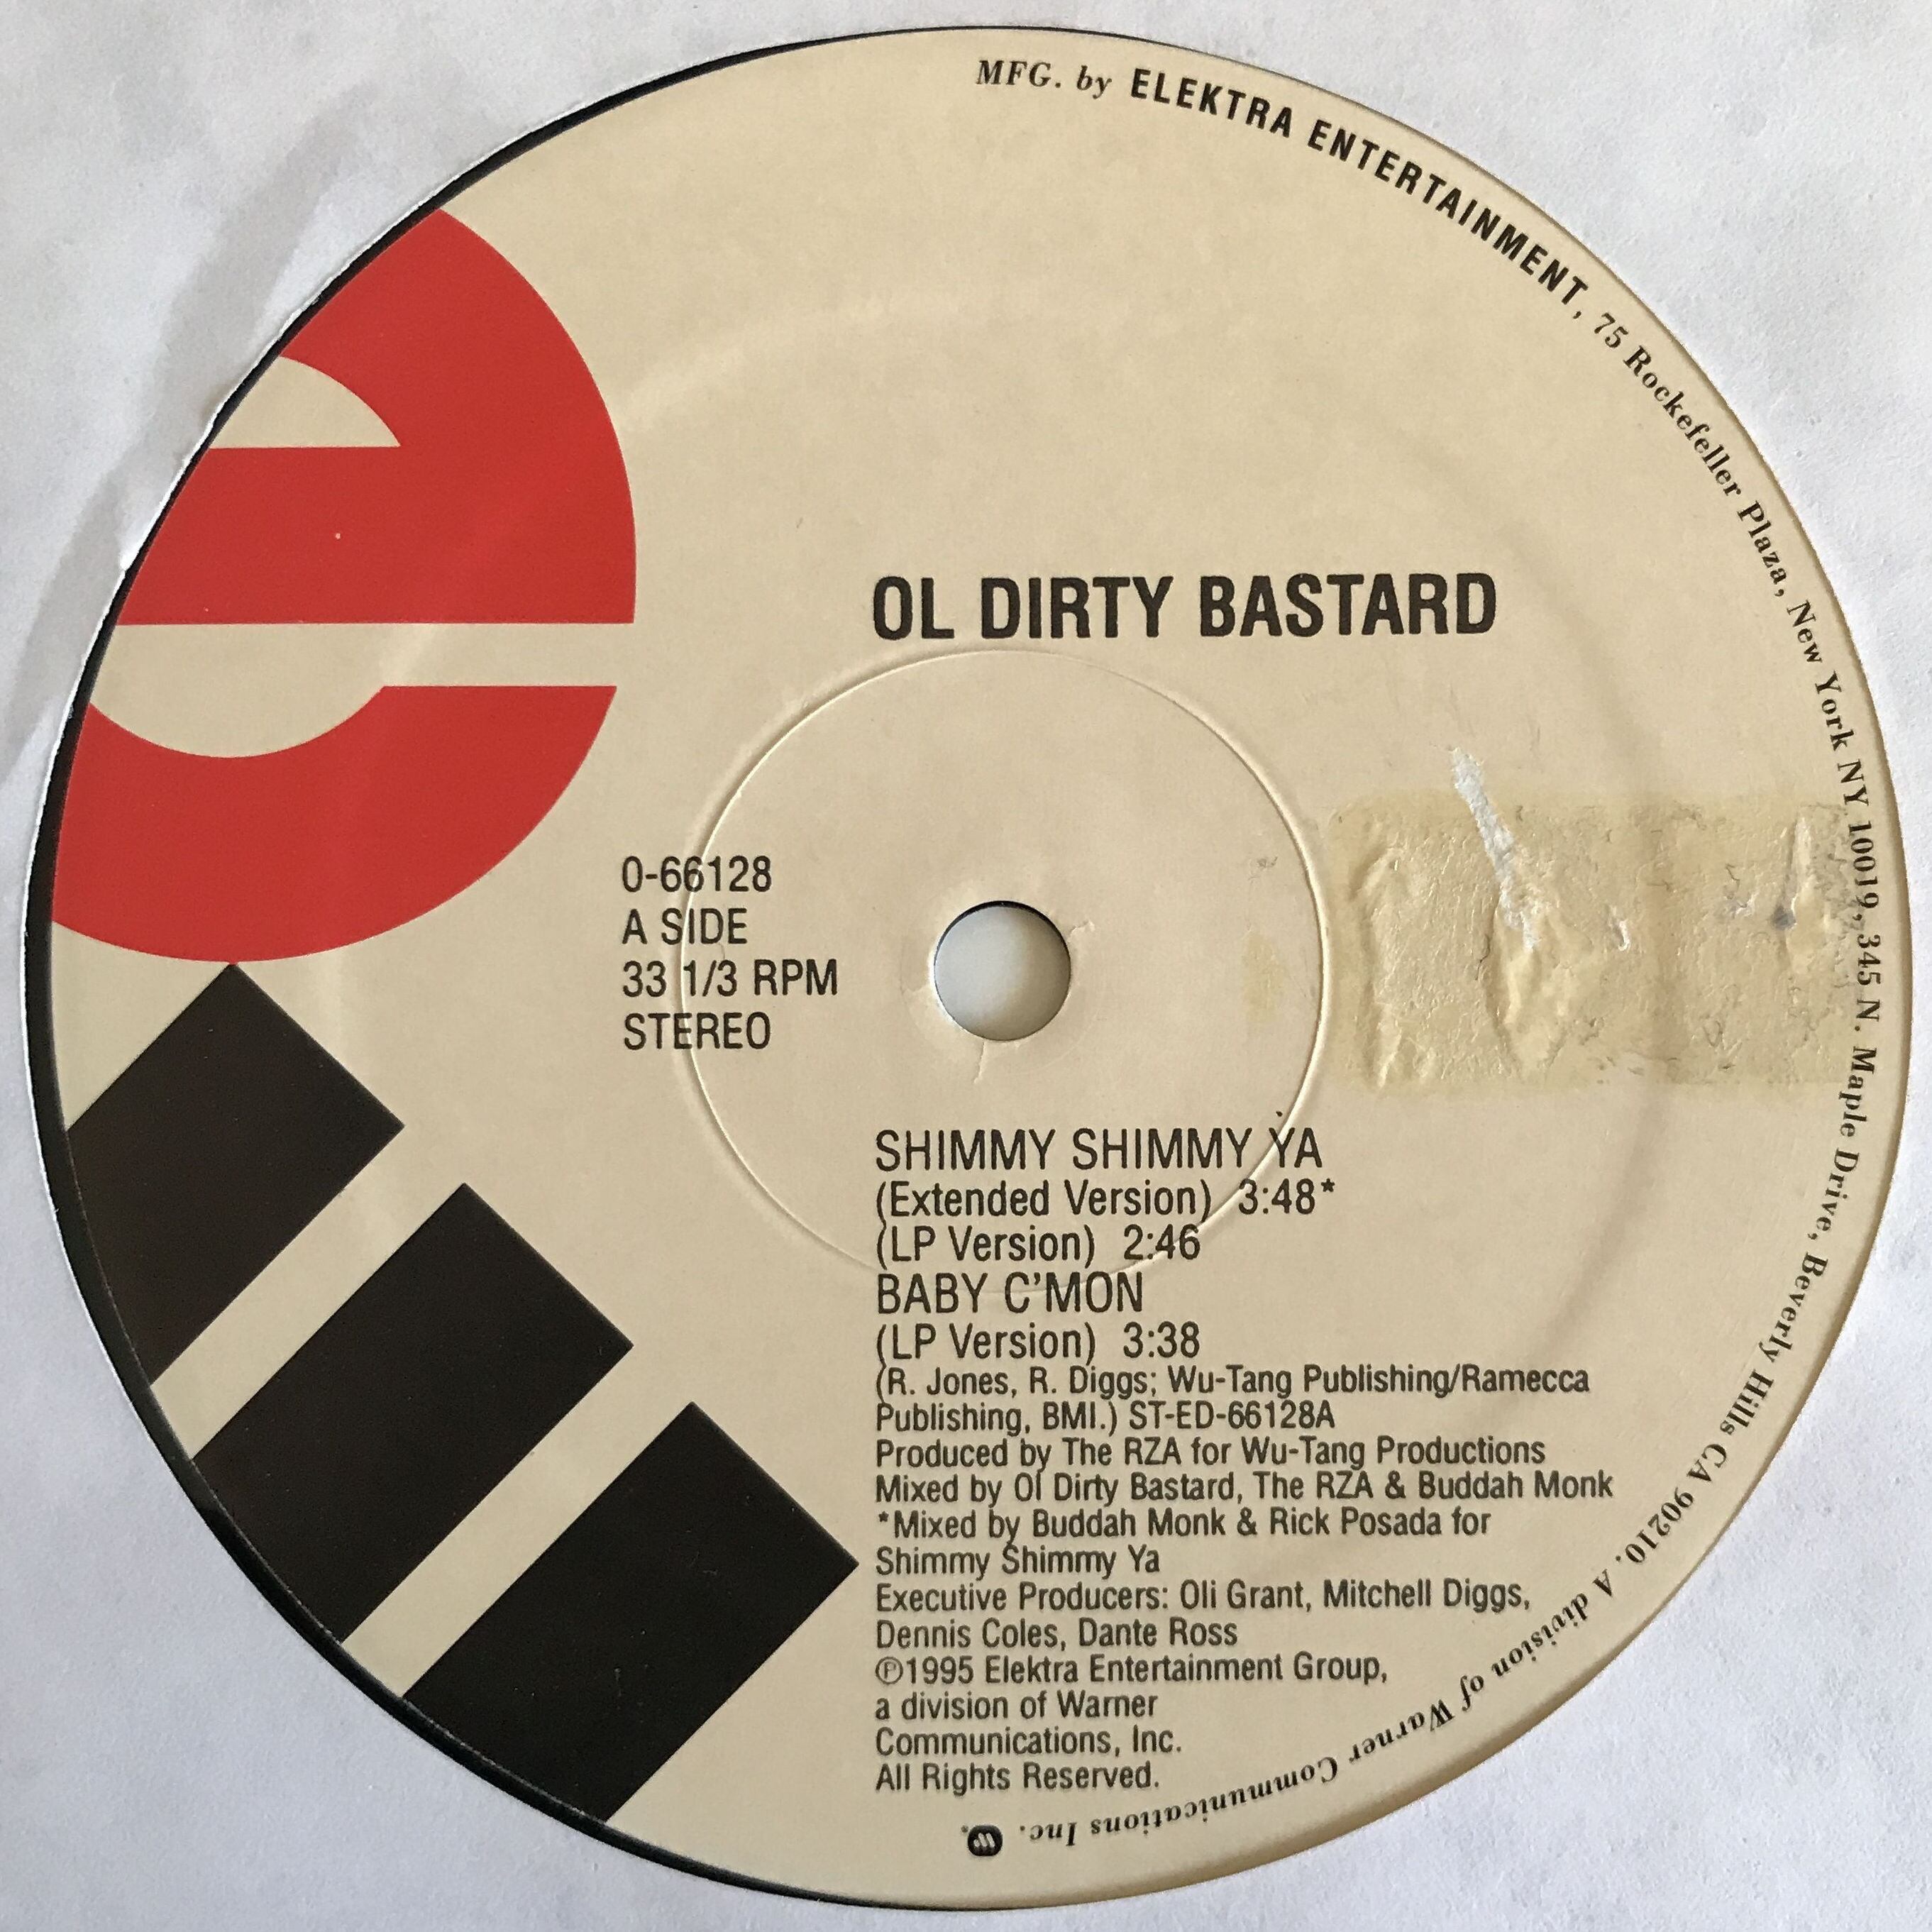 MFG. by ELEKTRA ENTERTAINMENT, 75 Rockefeller Plaza, New York NY 10019, 345 N. Maple Drive, Beverly Hills CA 90210. A division of Warner Communications Inc.
OL DIRTY BASTARD
0-66128
A SIDE
33 1/3 RPM
STEREO
SHIMMY SHIMMY YA
(Extended Version) 3:48*
(LP Version) 2:46
BABY C'MON
(LP Version) 3:38
(R. Jones, R. Diggs; Wu-Tang Publishing/Ramecca
Publishing, BMI.) ST-ED-66128A
Produced by The RZA for Wu-Tang Productions
Mixed by Ol Dirty Bastard, The RZA & Buddah Monk
*Mixed by Buddah Monk & Rick Posada for
Shimmy Shimmy Ya
Executive Producers: Oli Grant, Mitchell Diggs,
Dennis Coles, Dante Ross
℗1995 Elektra Entertainment Group,
a division of Warner
Communications, Inc.
All Rights Reserved.